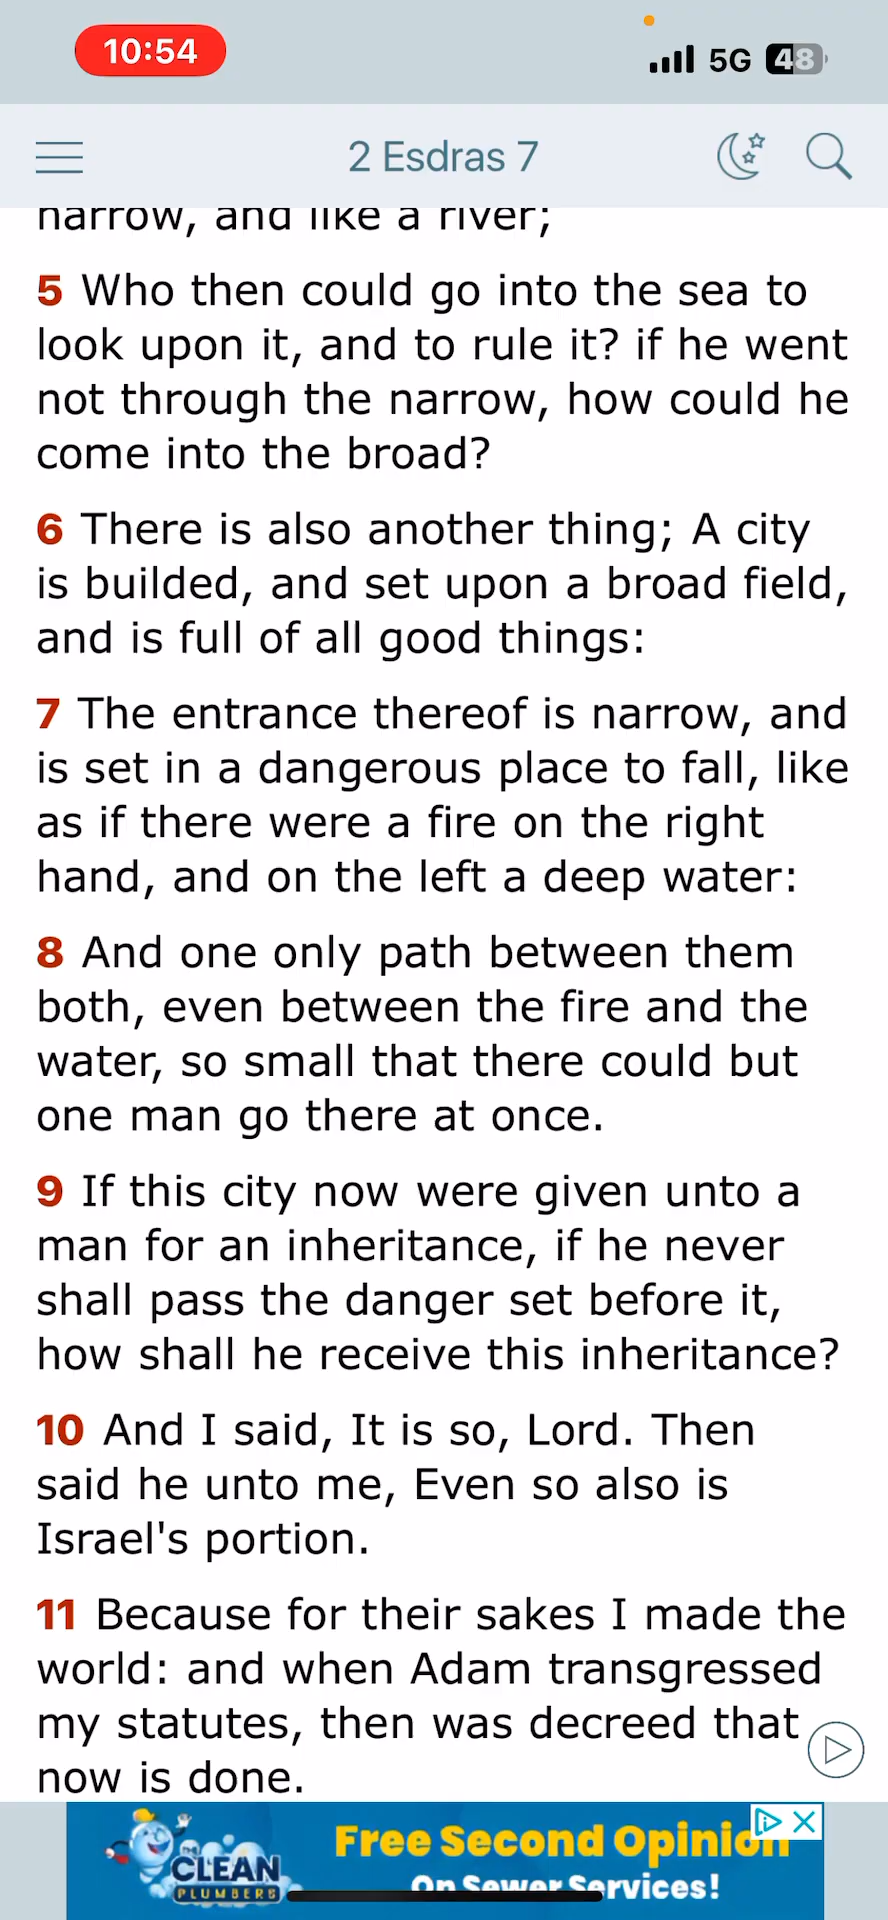 10:54
5G 48
2 Esdras 7
narrow, and like a river;
5 Who then could go into the sea to
look upon it, and to rule it? if he went
not through the narrow, how could he
come into the broad?
6 There is also another thing; A city
is builded, and set upon a broad field,
and is full of all good things:
7 The entrance thereof is narrow, and
is set in a dangerous place to fall, like
as if there were a fire on the right
hand, and on the left a deep water:
8 And one only path between them
both, even between the fire and the
water, so small that there could but
one man go there at once.
9 If this city now were given unto a
man for an inheritance, if he never
shall pass the danger set before it,
how shall he receive this inheritance?
10 And I said, It is so, Lord. Then
said he unto me, Even so also is
Israel's portion.
11 Because for their sakes I made the
world: and when Adam transgressed
my statutes, then was decreed that
now is done.
THE
CLEAN
PLUMBERS
Free Second Opinion
On Sewer Services!